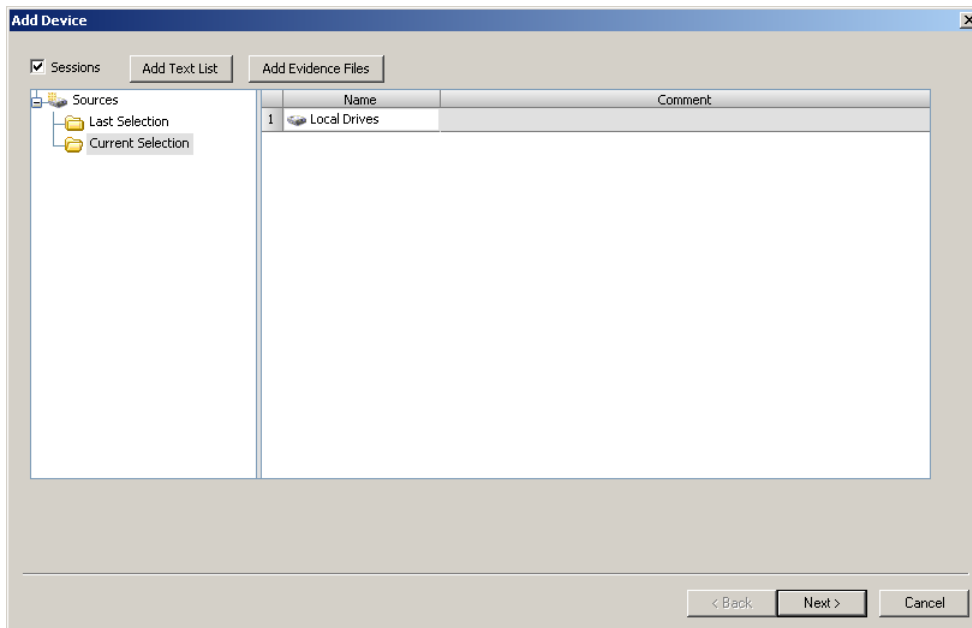 Add Device
Sessions Add Text List Add Evidence Files
Sources
Last Selection
Current Selection
Name Comment
1 Local Drives
< Back Next > Cancel